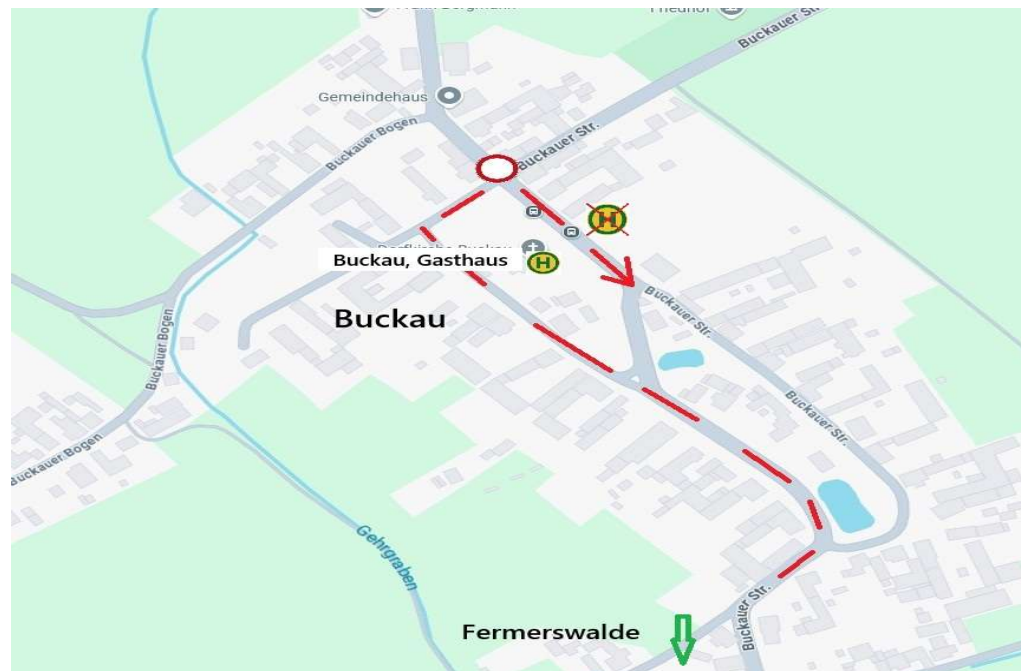 Friedhof
Buckauer Str.
Gemeindehaus
Buckauer Bogen
Buckauer Str.
H
Buckau, Gasthaus H
Buckau
Buckauer Str.
Buckauer Bogen
Buckauer Str.
Buckauer Bogen
Gehrgraben
Buckauer Str.
Fermerswalde